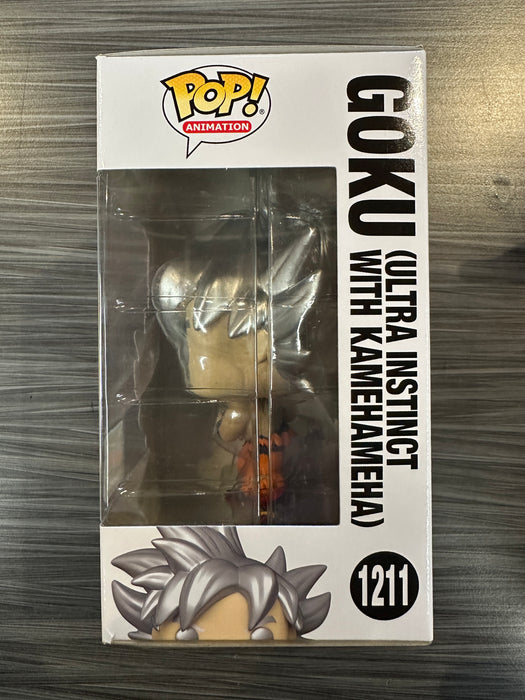 POP!®
ANIMATION
GOKU
(ULTRA INSTINCT
WITH KAMEHAMEHA)
1211